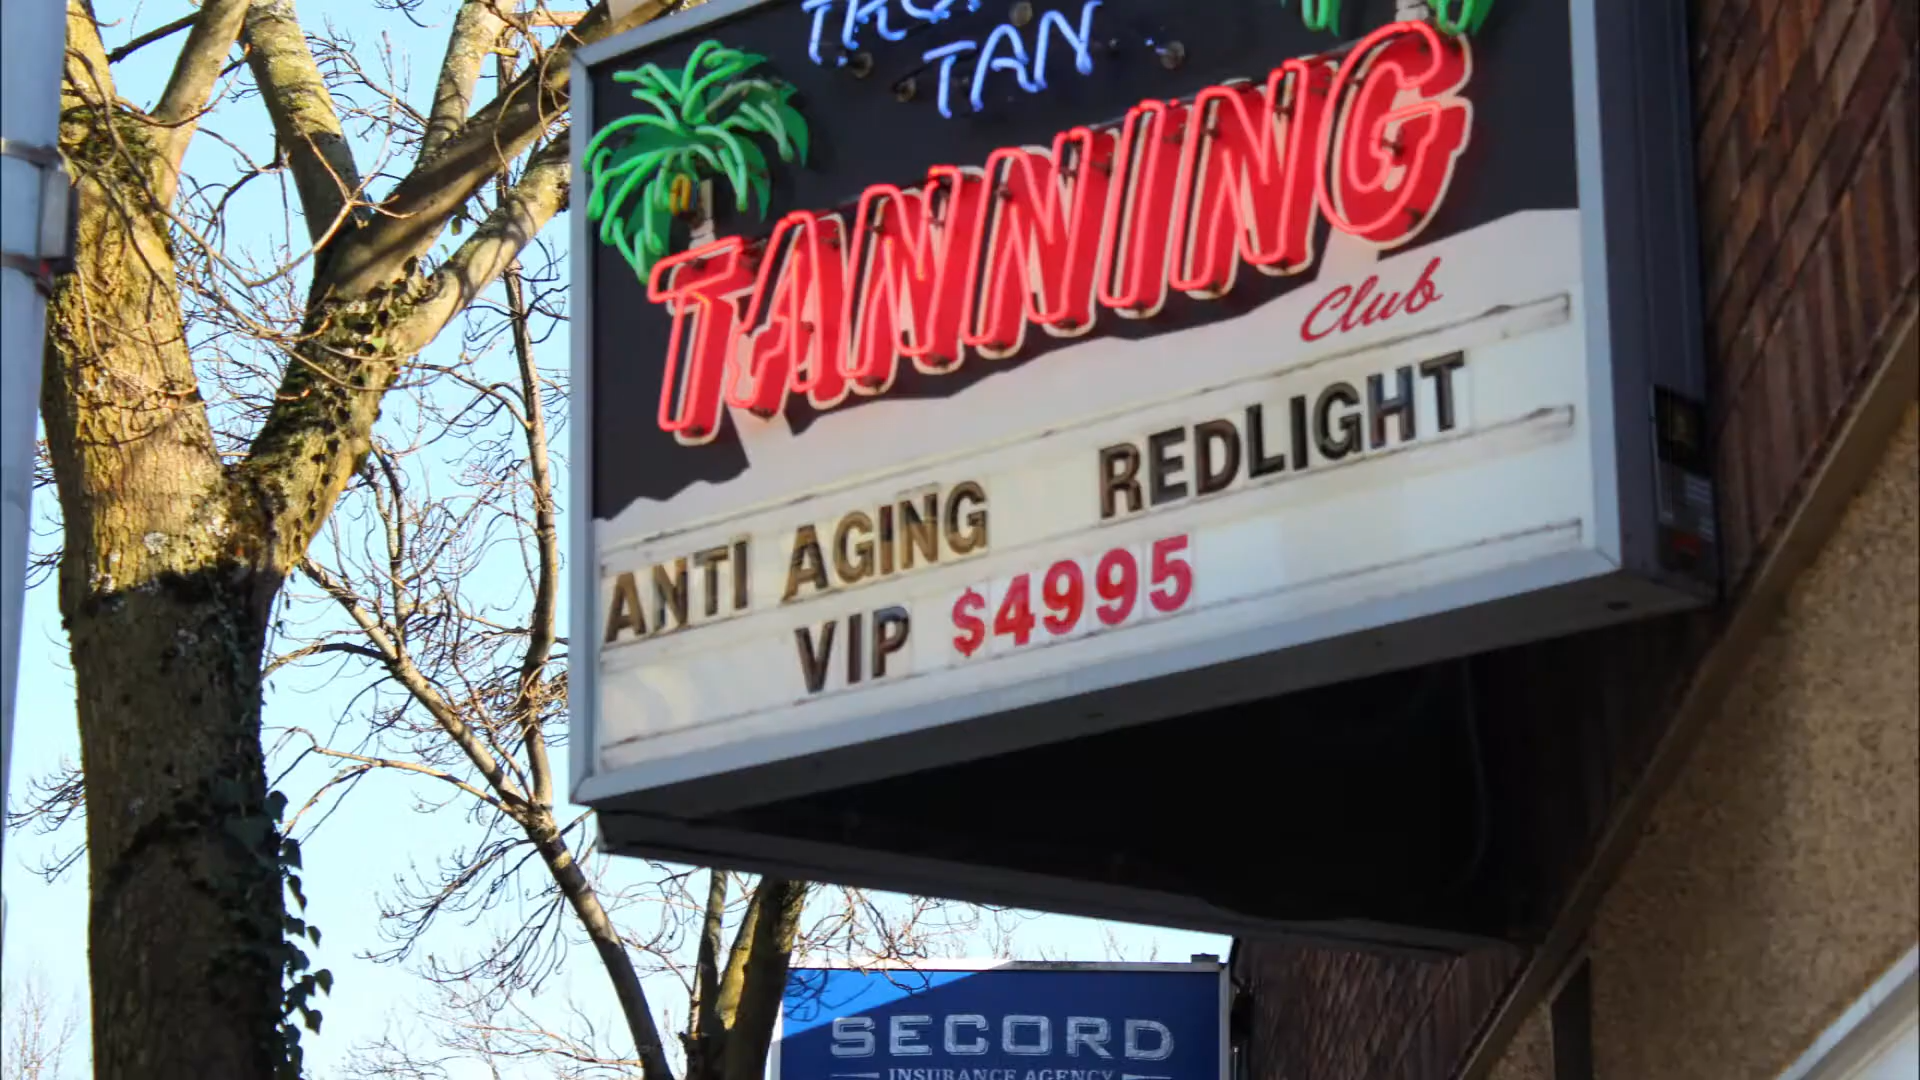 TAN
TANNING
Club
ANTI AGING REDLIGHT
VIP $4995
SECORD
INSURANCE AGENCY